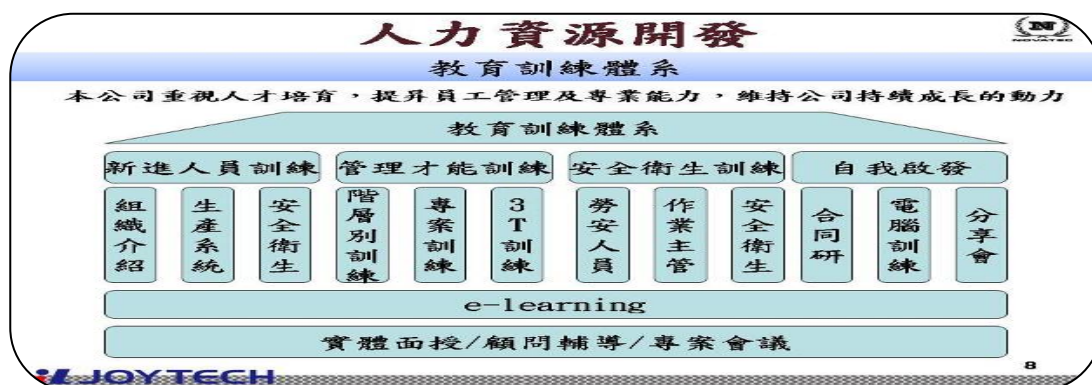 人力資源開發
N
NOVATEC
教育訓練體系
本公司重視人才培育，提昇員工管理及專業能力，維持公司持續成長的動力
教育訓練體系
新進人員訓練 管理才能訓練 安全衛生訓練 自我啟發
組織介紹
生產系統
安全衛生
階層別訓練
專案訓練
3T訓練
勞安人員
作業主管
安全衛生
合同研
電腦訓練
分享會
e-learning
實體面授/顧問輔導/專案會議
8
JOYTECH